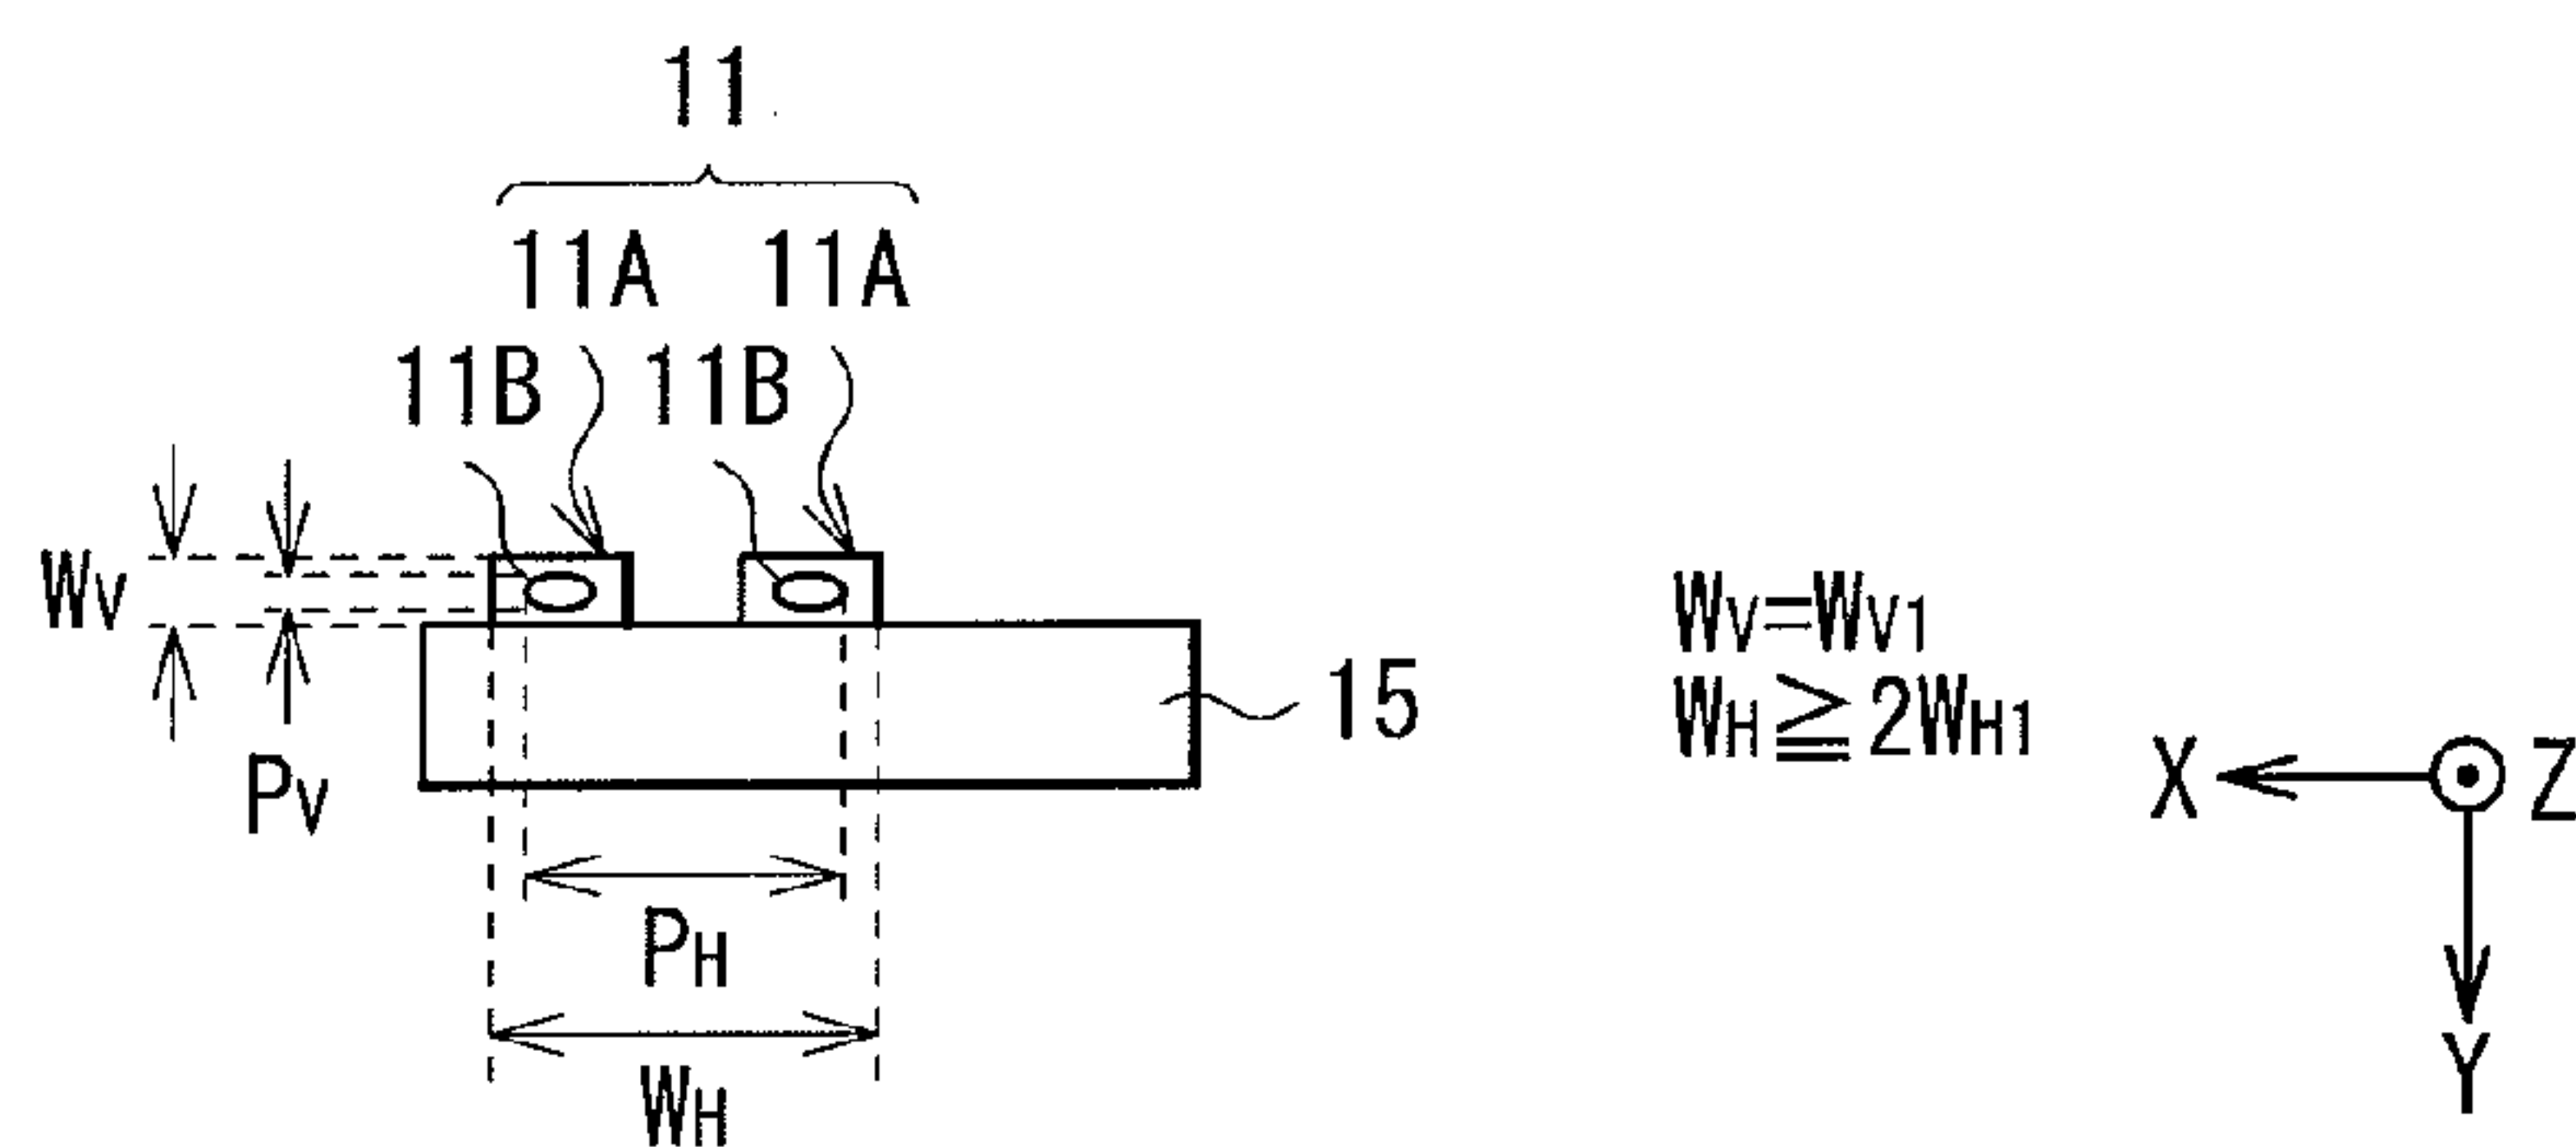 11
11A 11A
11B 11B
Wv
Pv
15
PH
WH
Wv=Wv1
WH≧2WH1
X Z
Y